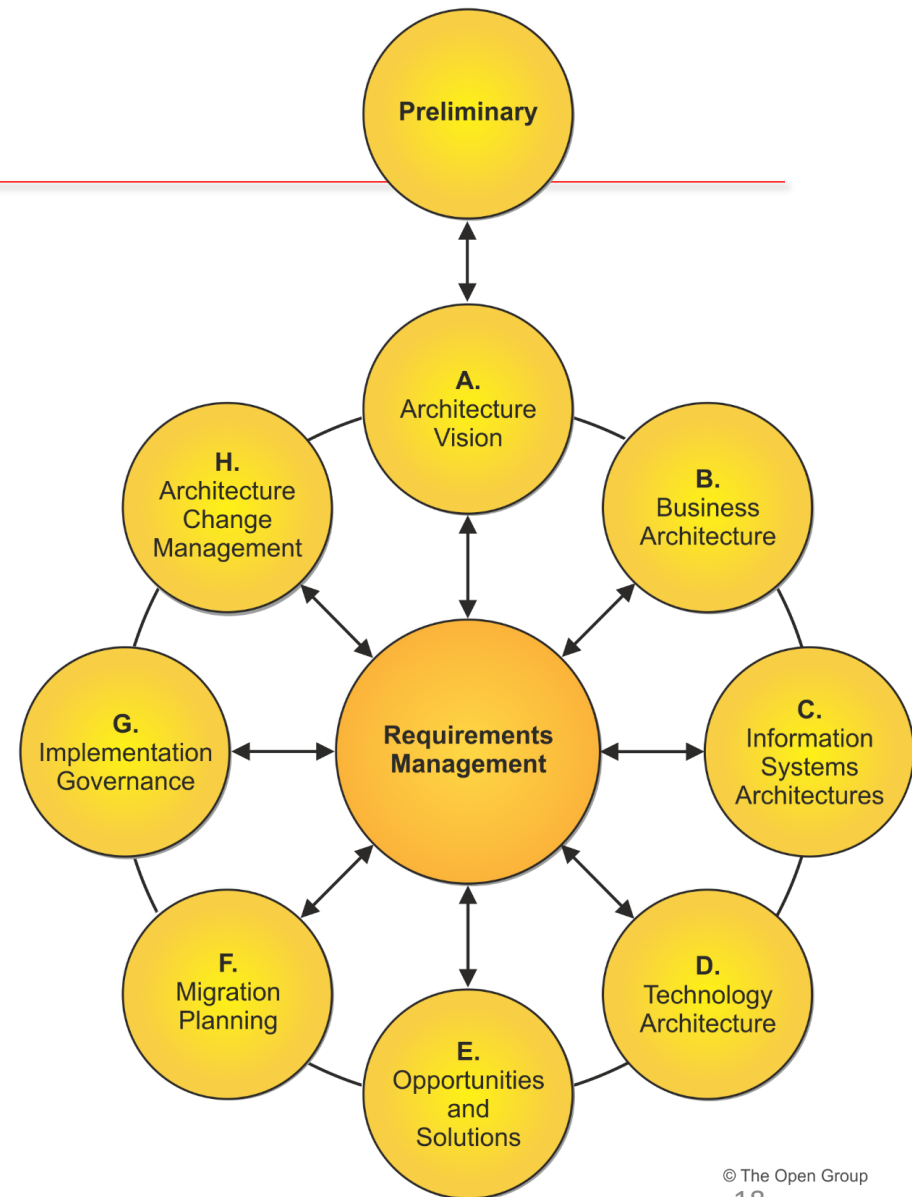 Preliminary
A.
Architecture
Vision
B.
Business
Architecture
C.
Information
Systems
Architectures
D.
Technology
Architecture
E.
Opportunities
and
Solutions
F.
Migration
Planning
G.
Implementation
Governance
H.
Architecture
Change
Management
Requirements
Management
© The Open Group
18